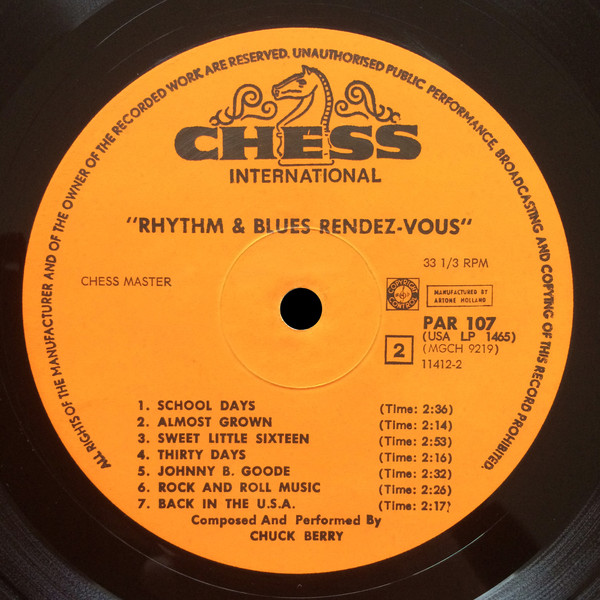 ALL RIGHTS OF THE MANUFACTURER AND OF THE OWNER OF THE RECORDED WORK ARE RESERVED. UNAUTHORISED PUBLIC PERFORMANCE, BROADCASTING AND COPYING OF THIS RECORD PROHIBITED.
CHESS
INTERNATIONAL
"RHYTHM & BLUES RENDEZ-VOUS"
33 1/3 RPM
CHESS MASTER
MANUFACTURED BY
ARTONE HOLLAND
PAR 107
(USA LP 1465)
2
(MGCH 9219)
11412-2
1. SCHOOL DAYS (Time: 2:36)
2. ALMOST GROWN (Time: 2:14)
3. SWEET LITTLE SIXTEEN (Time: 2:53)
4. THIRTY DAYS (Time: 2:16)
5. JOHNNY B. GOODE (Time: 2:32)
6. ROCK AND ROLL MUSIC (Time: 2:26)
7. BACK IN THE U.S.A. (Time: 2:17)
Composed And Performed By
CHUCK BERRY